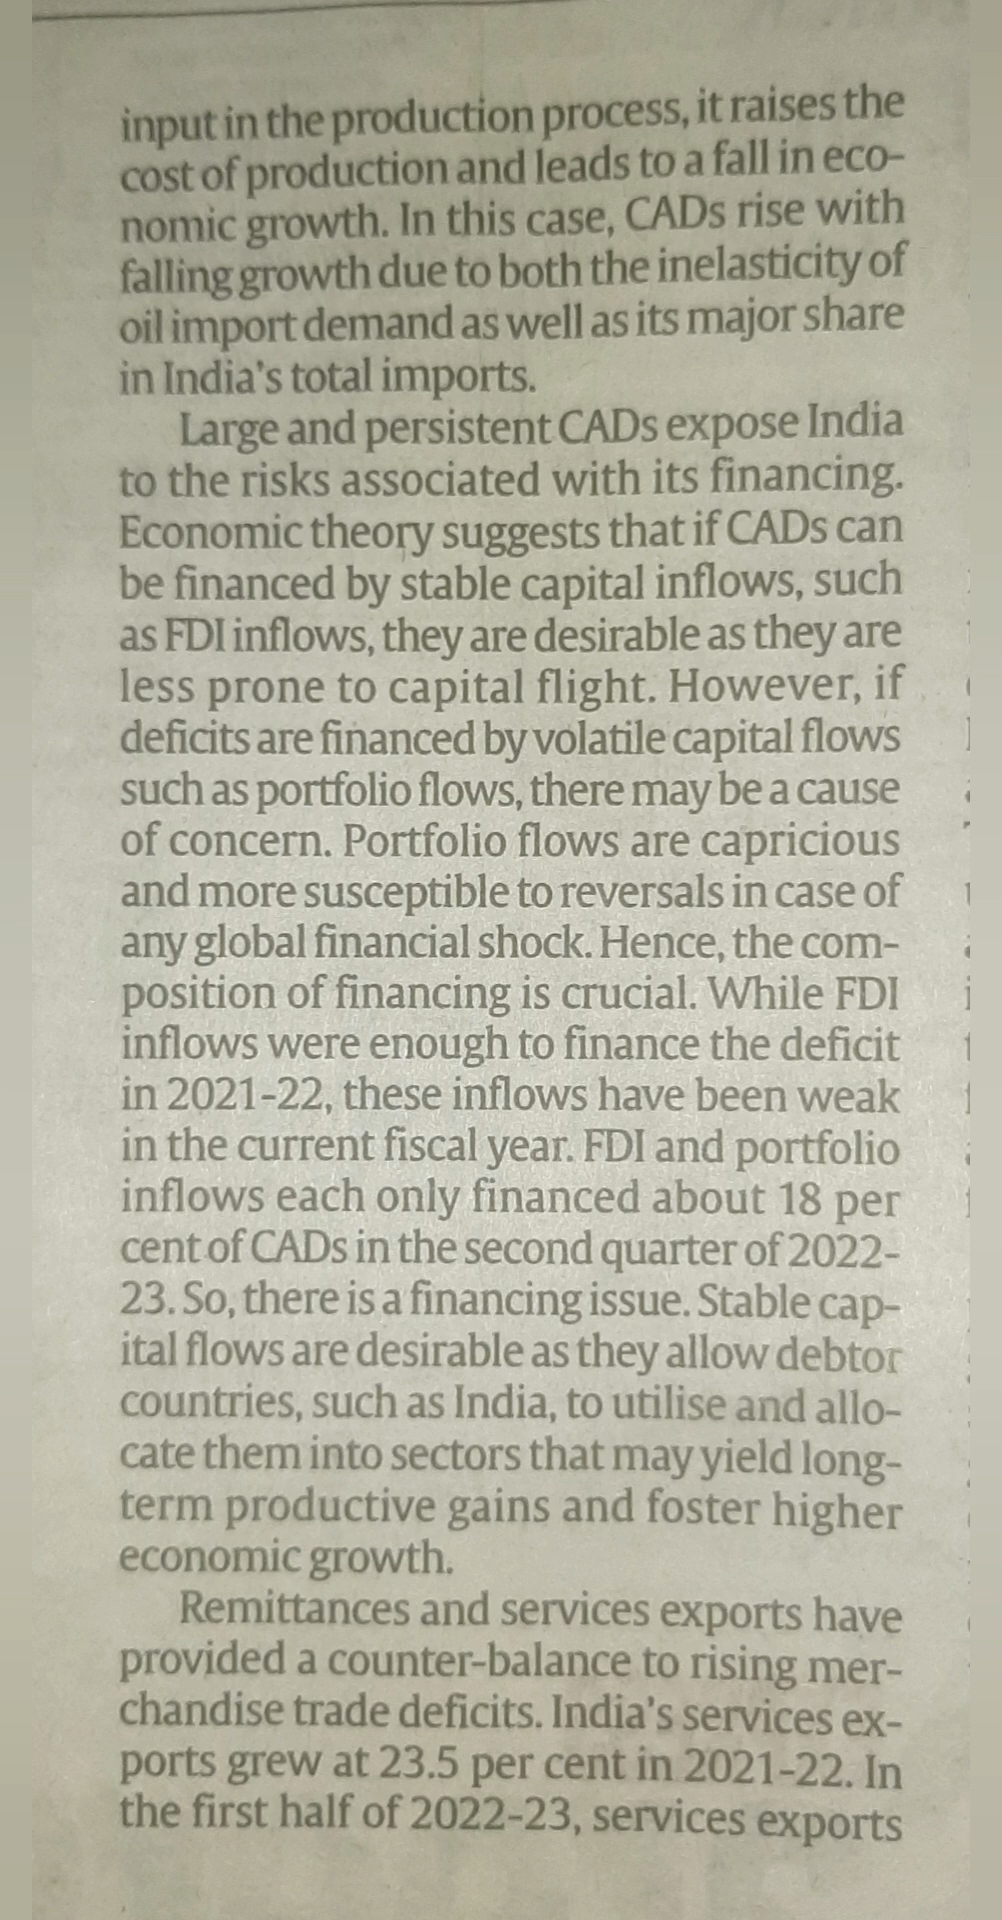 input in the production process, it raises the
cost of production and leads to a fall in eco-
nomic growth. In this case, CADs rise with
falling growth due to both the inelasticity of
oil import demand as well as its major share
in India's total imports.
Large and persistent CADs expose India
to the risks associated with its financing.
Economic theory suggests that if CADs can
be financed by stable capital inflows, such
as FDI inflows, they are desirable as they are
less prone to capital flight. However, if
deficits are financed by volatile capital flows
such as portfolio flows, there may be a cause
of concern. Portfolio flows are capricious
and more susceptible to reversals in case of
any global financial shock. Hence, the com-
position of financing is crucial. While FDI
inflows were enough to finance the deficit
in 2021-22, these inflows have been weak
in the current fiscal year. FDI and portfolio
inflows each only financed about 18 per
cent of CADs in the second quarter of 2022-
23. So, there is a financing issue. Stable cap-
ital flows are desirable as they allow debtor
countries, such as India, to utilise and allo-
cate them into sectors that may yield long-
term productive gains and foster higher
economic growth.
Remittances and services exports have
provided a counter-balance to rising mer-
chandise trade deficits. India's services ex-
ports grew at 23.5 per cent in 2021-22. In
the first half of 2022-23, services exports